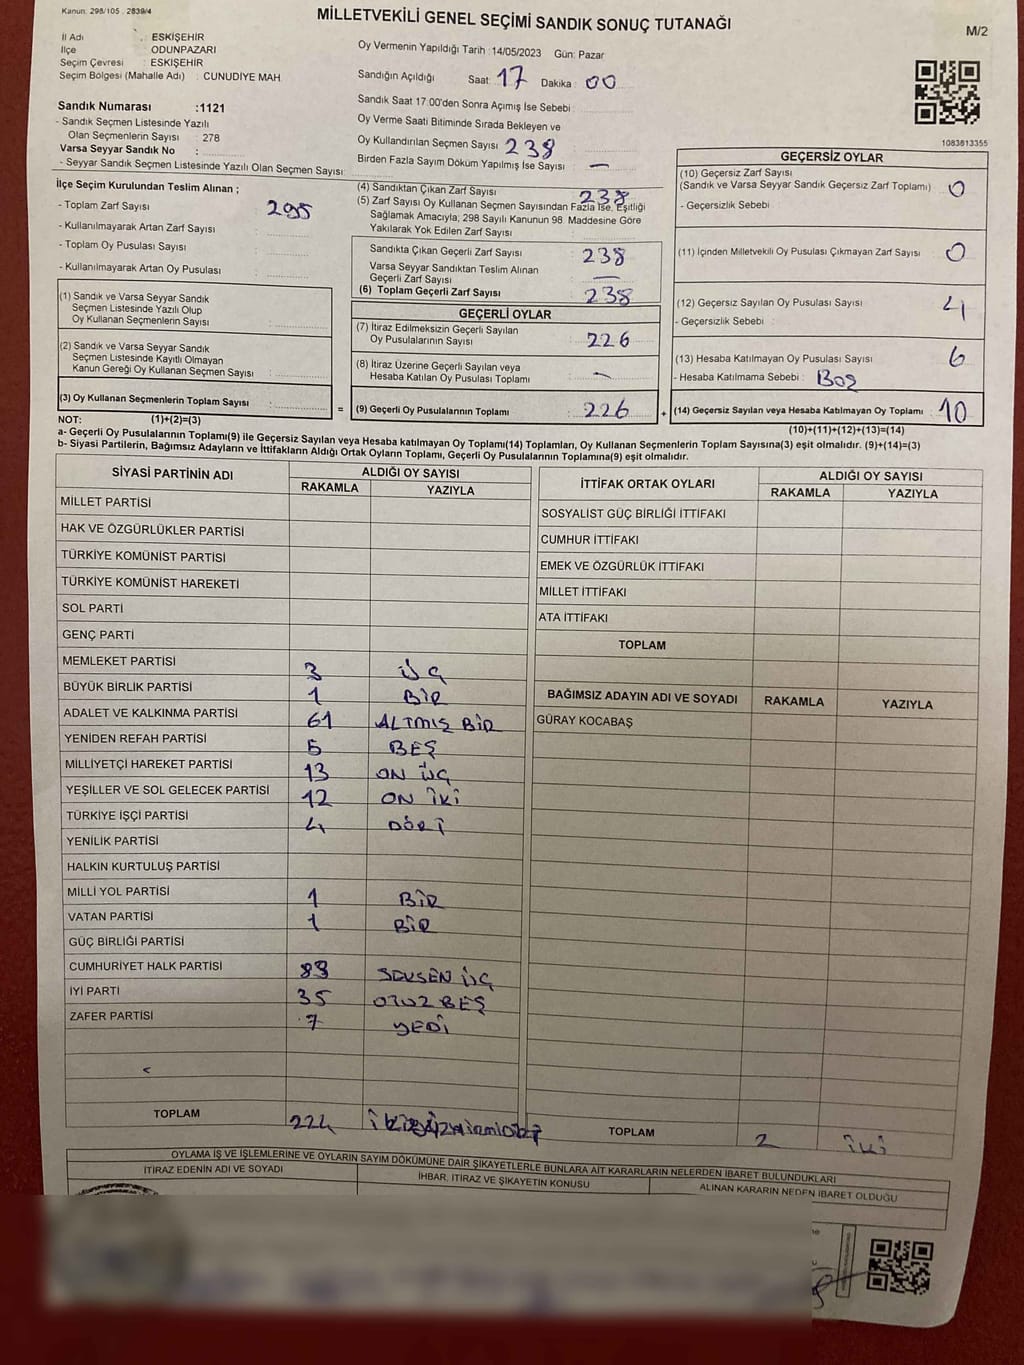 Kanun: 298/105 . 2839/4
MİLLETVEKİLİ GENEL SEÇİMİ SANDIK SONUÇ TUTANAĞI
M/2
İl Adı : ESKİŞEHİR
İlçe ODUNPAZARI
Seçim Çevresi : ESKİŞEHİR
Seçim Bölgesi (Mahalle Adı) : CUNUDİYE MAH
Sandık Numarası :1121
- Sandık Seçmen Listesinde Yazılı
Olan Seçmenlerin Sayısı : 278
Varsa Seyyar Sandık No :
- Seyyar Sandık Seçmen Listesinde Yazılı Olan Seçmen Sayısı:
Oy Vermenin Yapıldığı Tarih :14/05/2023 Gün: Pazar
Sandığın Açıldığı Saat: 17 Dakika : 00
Sandık Saat 17.00'den Sonra Açımış İse Sebebi :
Oy Verme Saati Bitiminde Sırada Bekleyen ve
Oy Kullandırılan Seçmen Sayısı : 238
Birden Fazla Sayım Döküm Yapılmış İse Sayısı : —
1083813355
İlçe Seçim Kurulundan Teslim Alınan ;
- Toplam Zarf Sayısı : 295
- Kullanılmayarak Artan Zarf Sayısı :
- Toplam Oy Pusulası Sayısı :
- Kullanılmayarak Artan Oy Pusulası :
(1) Sandık ve Varsa Seyyar Sandık
Seçmen Listesinde Yazılı Olup
Oy Kullanan Seçmenlerin Sayısı :
(2) Sandık ve Varsa Seyyar Sandık
Seçmen Listesinde Kayıtlı Olmayan
Kanun Gereği Oy Kullanan Seçmen Sayısı :
(3) Oy Kullanan Seçmenlerin Toplam Sayısı : =
(4) Sandıktan Çıkan Zarf Sayısı : 238
(5) Zarf Sayısı Oy Kullanan Seçmen Sayısından Fazla İse, Eşitliği
Sağlamak Amacıyla; 298 Sayılı Kanunun 98. Maddesine Göre
Yakılarak Yok Edilen Zarf Sayısı :
Sandıkta Çıkan Geçerli Zarf Sayısı : 238
Varsa Seyyar Sandıktan Teslim Alınan
Geçerli Zarf Sayısı : —
(6) Toplam Geçerli Zarf Sayısı : 238
GEÇERLİ OYLAR
(7) İtiraz Edilmeksizin Geçerli Sayılan
Oy Pusulalarının Sayısı : 226
(8) İtiraz Üzerine Geçerli Sayılan veya
Hesaba Katılan Oy Pusulası Toplamı : —
(9) Geçerli Oy Pusulalarının Toplamı : 226 +
GEÇERSİZ OYLAR
(10) Geçersiz Zarf Sayısı
(Sandık ve Varsa Seyyar Sandık Geçersiz Zarf Toplamı) : 0
- Geçersizlik Sebebi :
(11) İçinden Milletvekili Oy Pusulası Çıkmayan Zarf Sayısı : 0
(12) Geçersiz Sayılan Oy Pusulası Sayısı : 4
- Geçersizlik Sebebi :
(13) Hesaba Katılmayan Oy Pusulası Sayısı : 6
- Hesaba Katılmama Sebebi : BOŞ
(14) Geçersiz Sayılan veya Hesaba Katılmayan Oy Toplamı : 10
NOT: (1)+(2)=(3)
(10)+(11)+(12)+(13)=(14)
a- Geçerli Oy Pusulalarının Toplamı(9) ile Geçersiz Sayılan veya Hesaba katılmayan Oy Toplamı(14) Toplamları, Oy Kullanan Seçmenlerin Toplam Sayısına(3) eşit olmalıdır. (9)+(14)=(3)
b- Siyasi Partilerin, Bağımsız Adayların ve İttifakların Aldığı Ortak Oyların Toplamı, Geçerli Oy Pusulalarının Toplamına(9) eşit olmalıdır.
SİYASİ PARTİNİN ADI ALDIĞI OY SAYISI
RAKAMLA YAZIYLA
MİLLET PARTİSİ
HAK VE ÖZGÜRLÜKLER PARTİSİ
TÜRKİYE KOMÜNİST PARTİSİ
TÜRKİYE KOMÜNİST HAREKETİ
SOL PARTİ
GENÇ PARTİ
MEMLEKET PARTİSİ 3 ÜÇ
BÜYÜK BİRLİK PARTİSİ 1 BİR
ADALET VE KALKINMA PARTİSİ 61 ALTMIŞ BİR
YENİDEN REFAH PARTİSİ 5 BEŞ
MİLLİYETÇİ HAREKET PARTİSİ 13 ON ÜÇ
YEŞİLLER VE SOL GELECEK PARTİSİ 12 ON İKİ
TÜRKİYE İŞÇİ PARTİSİ 4 DÖRT
YENİLİK PARTİSİ
HALKIN KURTULUŞ PARTİSİ
MİLLİ YOL PARTİSİ 1 BİR
VATAN PARTİSİ 1 BİR
GÜÇ BİRLİĞİ PARTİSİ
CUMHURİYET HALK PARTİSİ 83 SEKSEN ÜÇ
İYİ PARTİ 35 OTUZ BEŞ
ZAFER PARTİSİ 7 YEDİ
TOPLAM 224
İTTİFAK ORTAK OYLARI ALDIĞI OY SAYISI
RAKAMLA YAZIYLA
SOSYALİST GÜÇ BİRLİĞİ İTTİFAKI
CUMHUR İTTİFAKI
EMEK VE ÖZGÜRLÜK İTTİFAKI
MİLLET İTTİFAKI
ATA İTTİFAKI
TOPLAM
BAĞIMSIZ ADAYIN ADI VE SOYADI RAKAMLA YAZIYLA
GÜRAY KOCABAŞ
TOPLAM 2 İKİ
OYLAMA İŞ VE İŞLEMLERİNE VE OYLARIN SAYIM DÖKÜMÜNE DAİR ŞİKAYETLERLE BUNLARA AİT KARARLARIN NELERDEN İBARET BULUNDUKLARI
İTİRAZ EDENİN ADI VE SOYADI İHBAR, İTİRAZ VE ŞİKAYETİN KONUSU ALINAN KARARIN NEDEN İBARET OLDUĞU